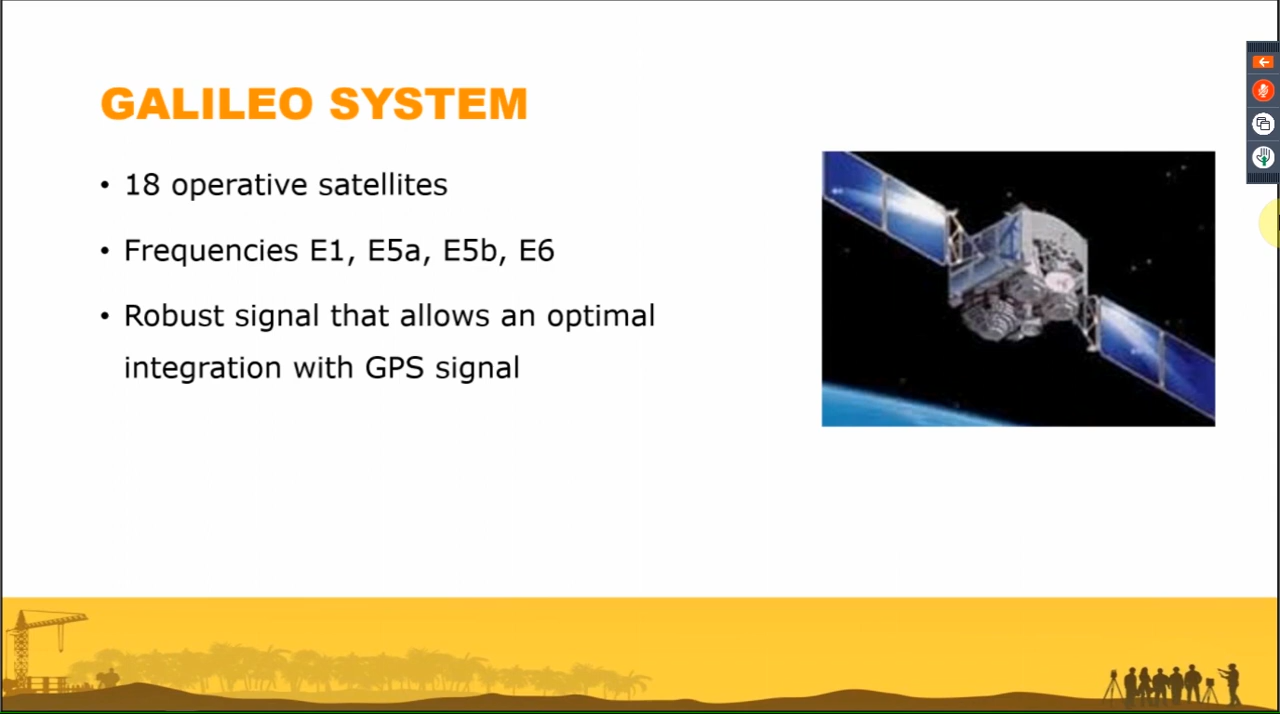 GALILEO SYSTEM
• 18 operative satellites
• Frequencies E1, E5a, E5b, E6
• Robust signal that allows an optimal
integration with GPS signal